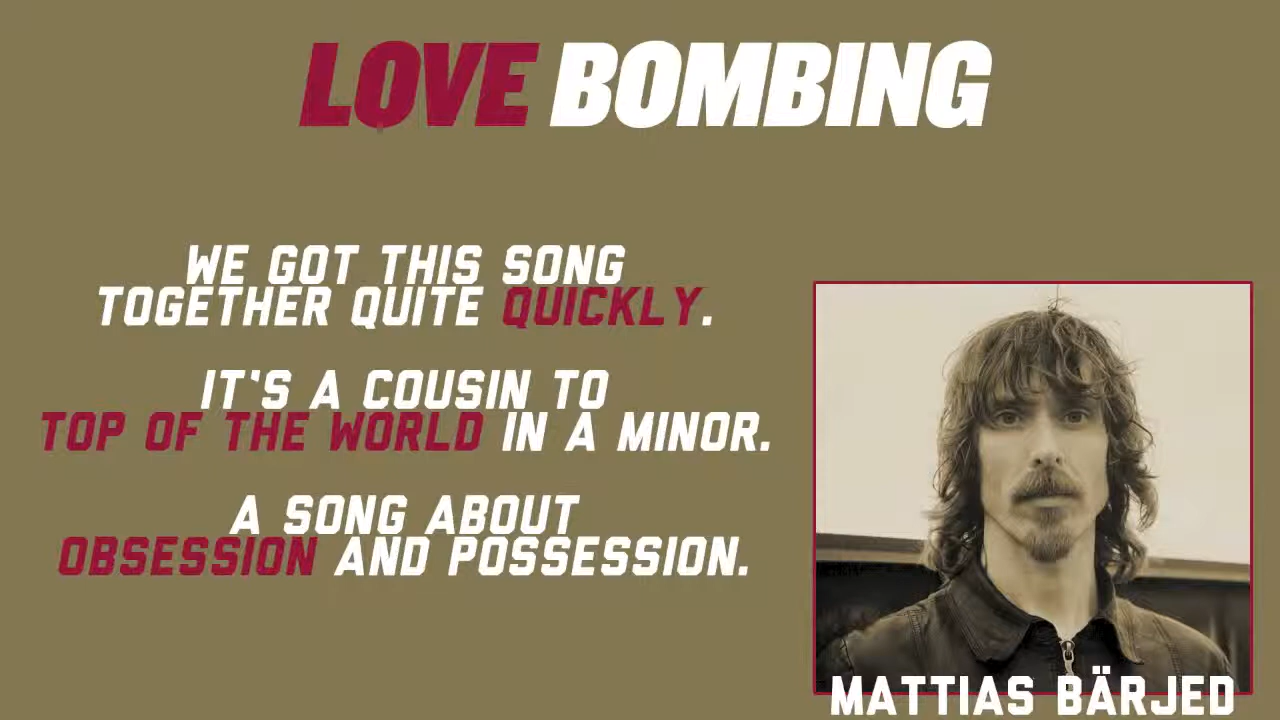 LOVE BOMBING
WE GOT THIS SONG
TOGETHER QUITE QUICKLY.
IT'S A COUSIN TO
TOP OF THE WORLD IN A MINOR.
A SONG ABOUT
OBSESSION AND POSSESSION.
MATTIAS BÄRJED